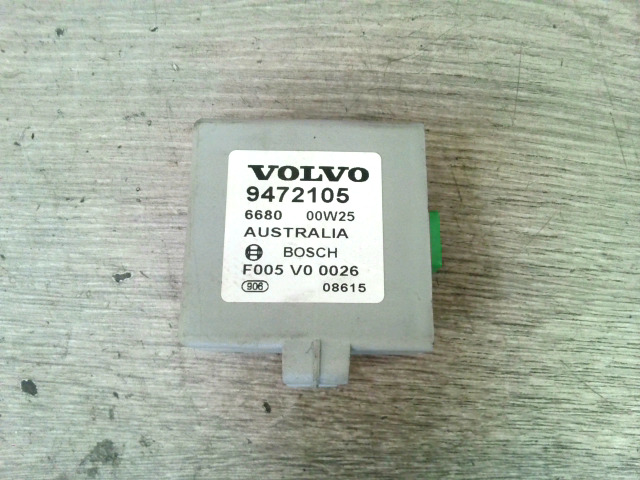 VOLVO
9472105
6680 00W25
AUSTRALIA
BOSCH
F005 V0 0026
906 08615